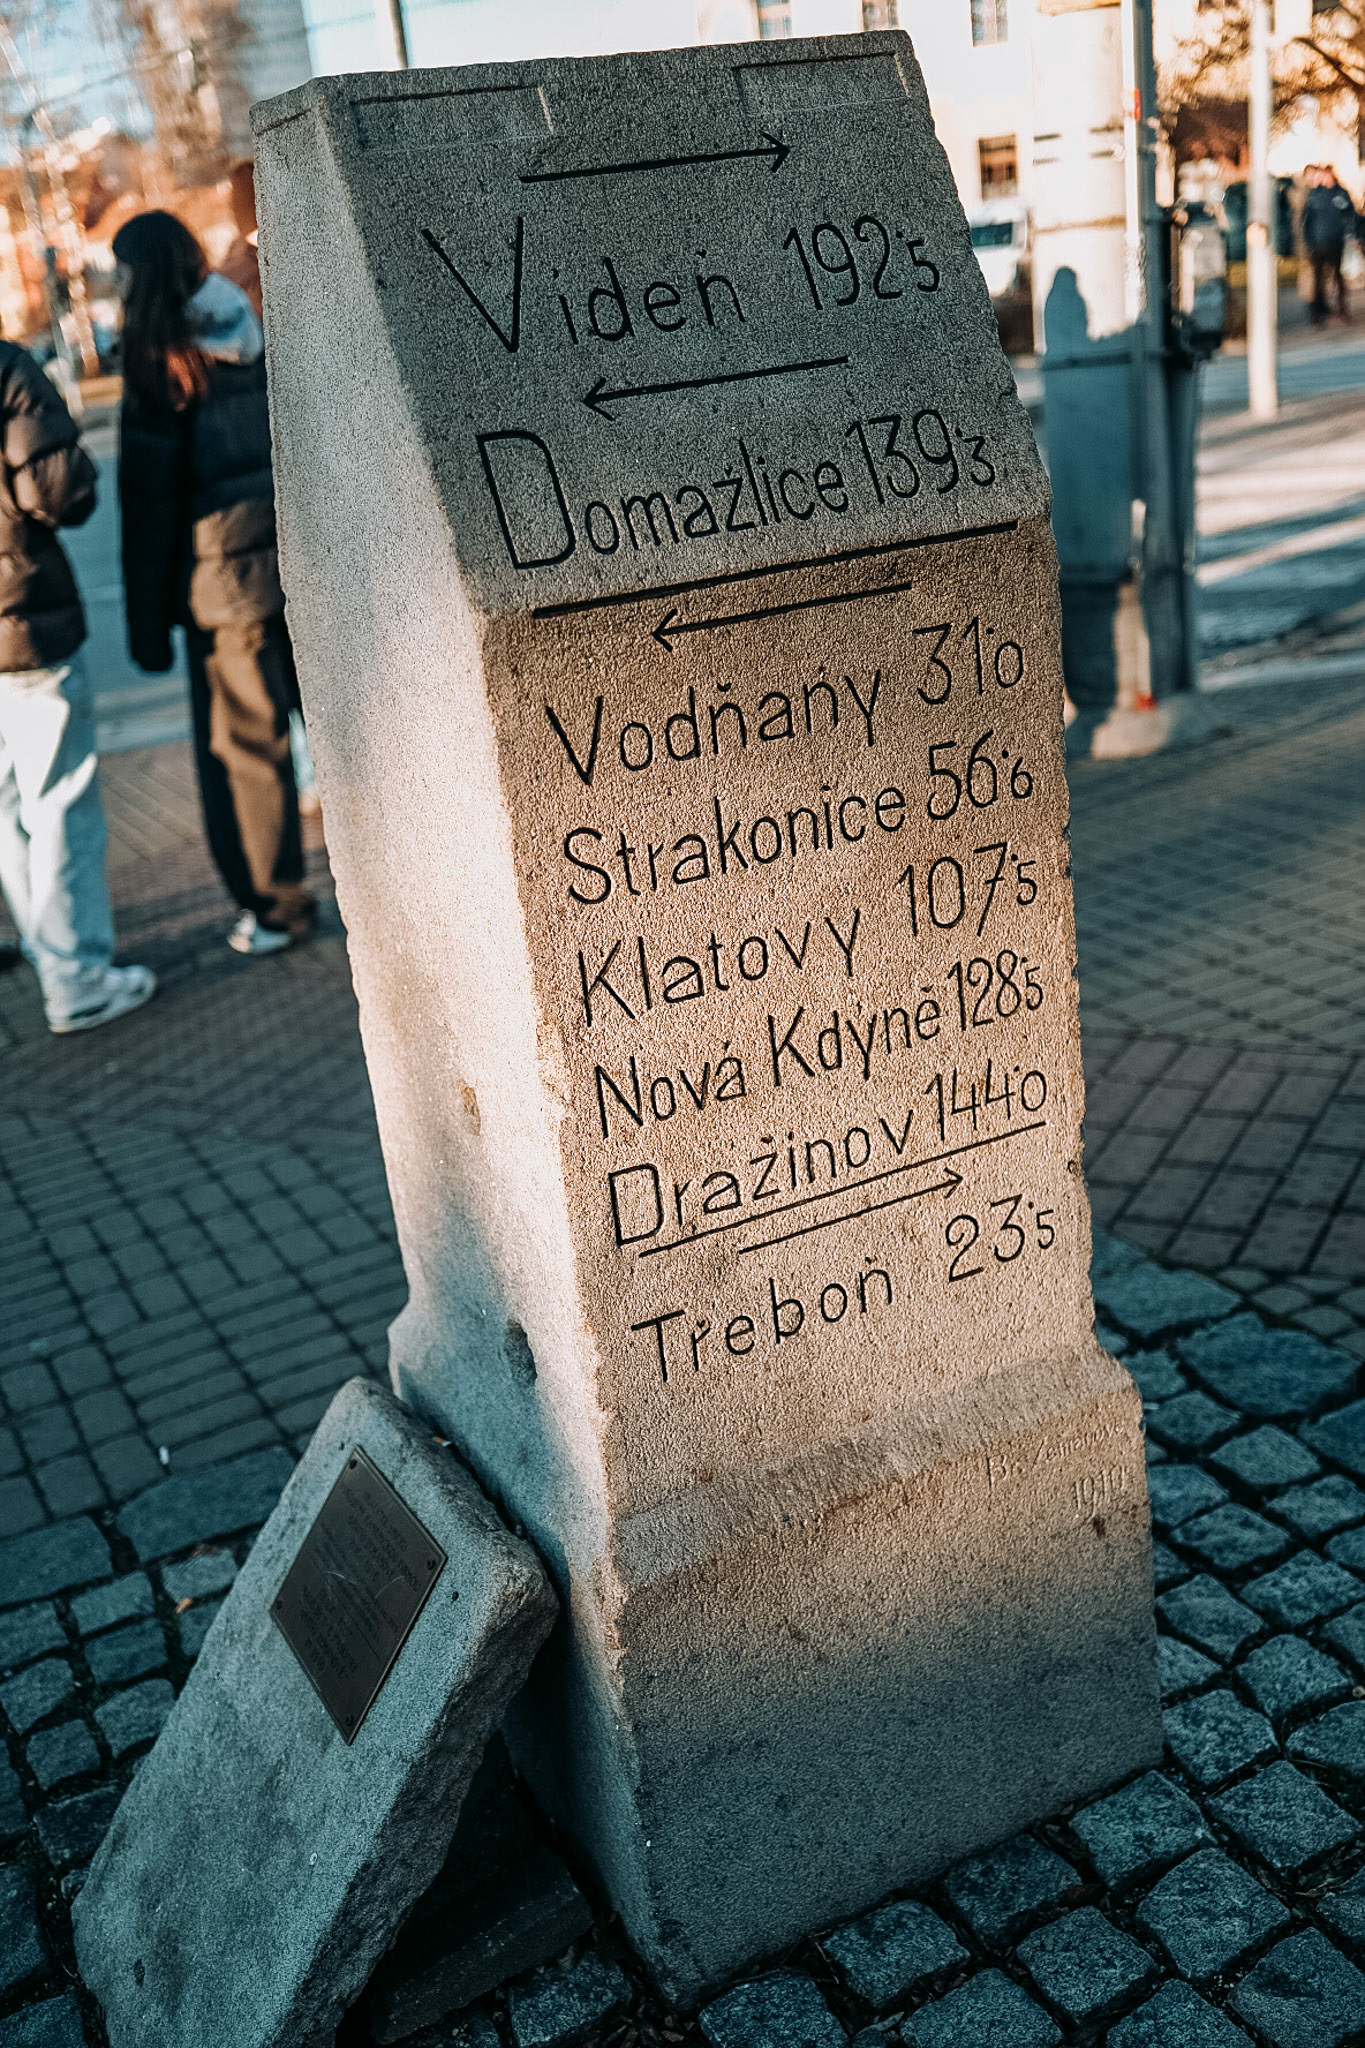 Videň 192·5
Domažlice 139·3
Vodňany 31·0
Strakonice 56·6
Klatovy 107·5
Nová Kdyně 128·5
Dražinov 144·0
Třeboň 23·5